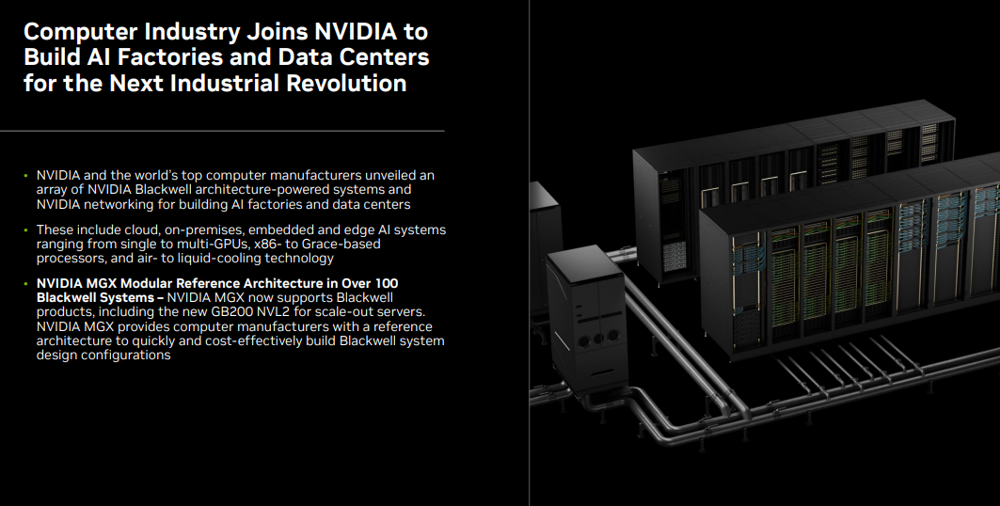 Computer Industry Joins NVIDIA to
Build AI Factories and Data Centers
for the Next Industrial Revolution
▪ NVIDIA and the world's top computer manufacturers unveiled an
array of NVIDIA Blackwell architecture-powered systems and
NVIDIA networking for building AI factories and data centers
▪ These include cloud, on-premises, embedded and edge AI systems
ranging from single to multi-GPUs, x86- to Grace-based
processors, and air- to liquid-cooling technology
▪ NVIDIA MGX Modular Reference Architecture in Over 100
Blackwell Systems – NVIDIA MGX now supports Blackwell
products, including the new GB200 NVL2 for scale-out servers.
NVIDIA MGX provides computer manufacturers with a reference
architecture to quickly and cost-effectively build Blackwell system
design configurations